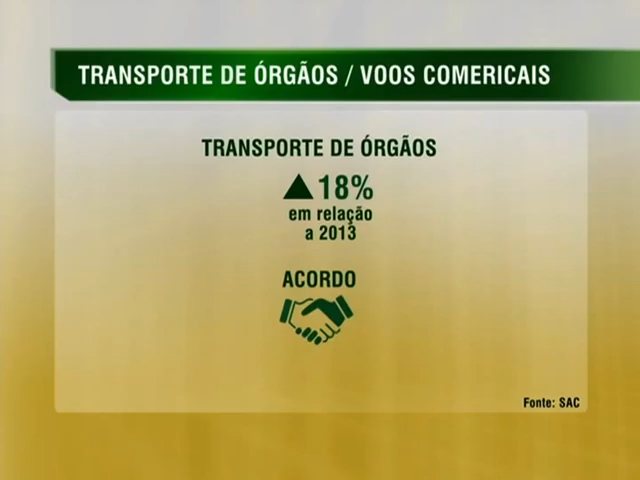 TRANSPORTE DE ÓRGÃOS / VOOS COMERICAIS
TRANSPORTE DE ÓRGÃOS
▲18%
em relação
a 2013
ACORDO
Fonte: SAC